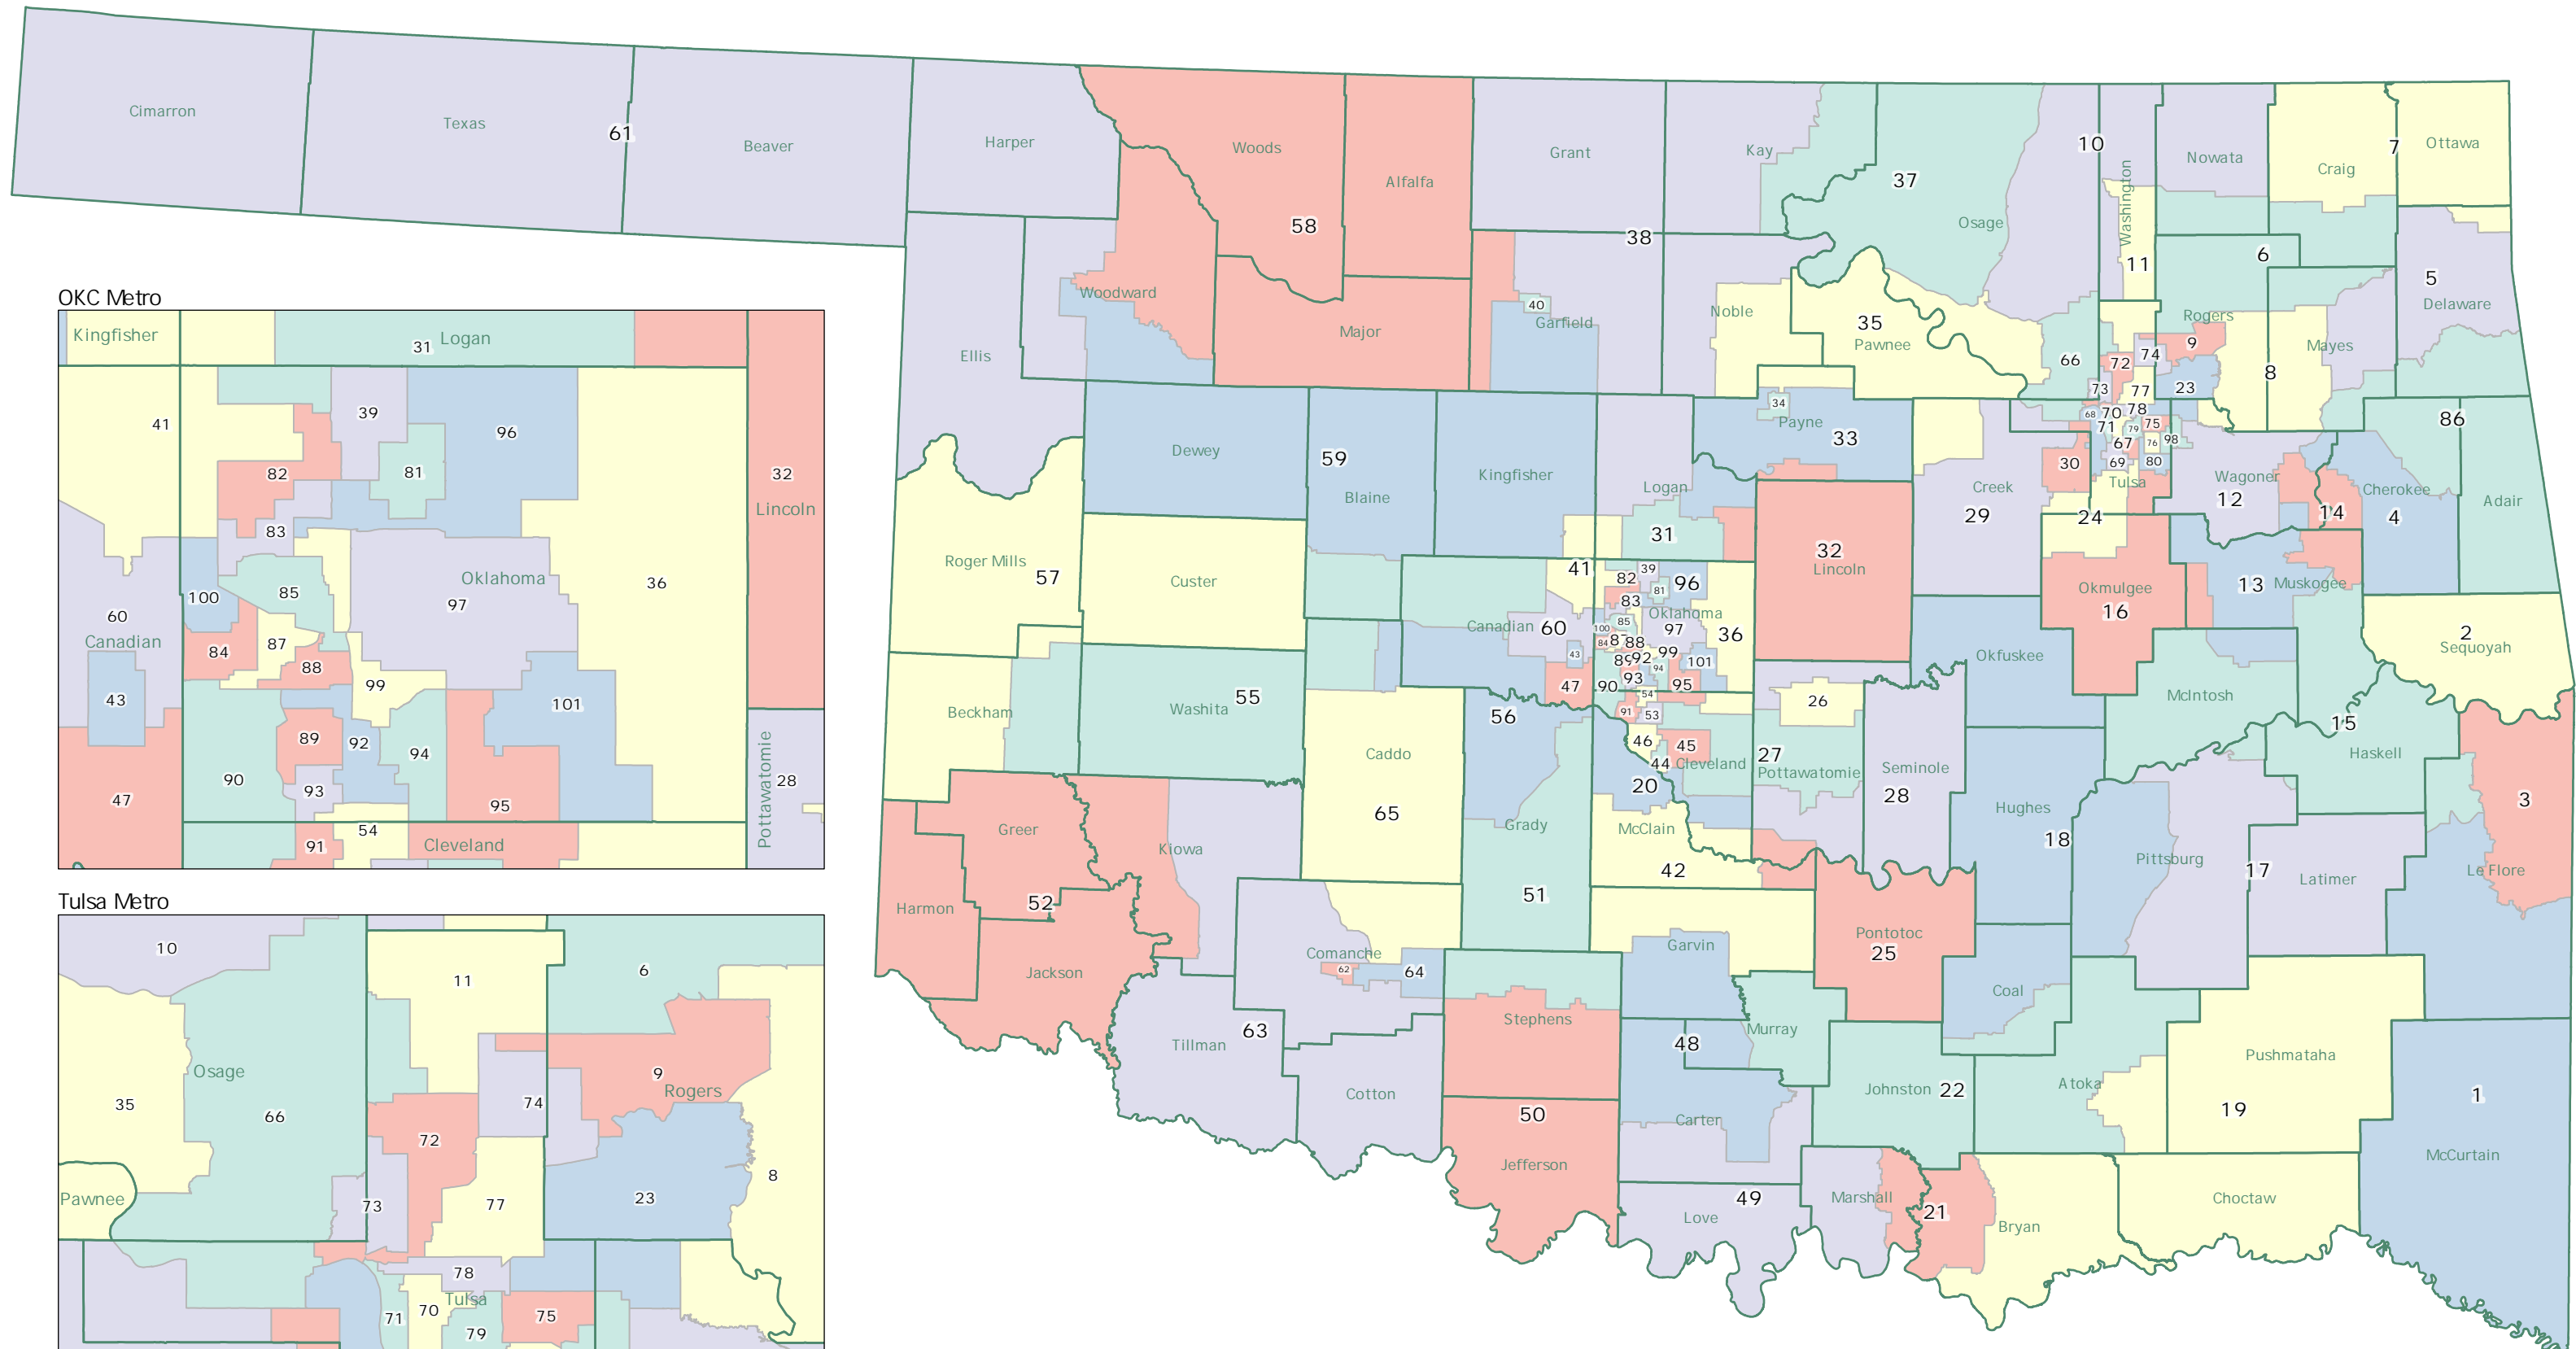 Cimarron
Texas
61
Beaver
Harper
Woods
58
Alfalfa
Grant
38
Kay
37
Osage
10
Washington
11
Nowata
6
Craig
7
Ottawa
5
Delaware
Woodward
Major
40
Garfield
Noble
35
Pawnee
Rogers
9
Mayes
8
66
72
74
73
77
23
Ellis
Dewey
59
Blaine
Kingfisher
Logan
31
34
Payne
33
68
70
78
71
79
75
67
76
98
69
80
30
Tulsa
24
Creek
29
Wagoner
12
14
Cherokee
4
86
Adair
Roger Mills
57
Custer
41
82
39
96
81
83
Oklahoma
Canadian
60
100
85
97
36
84
88
99
43
92
94
101
47
90
93
95
54
91
53
32
Lincoln
Okmulgee
16
13
Muskogee
2
Sequoyah
Okfuskee
McIntosh
15
Haskell
Beckham
Washita
55
56
26
27
Pottawatomie
Seminole
28
46
45
44
Cleveland
20
Caddo
65
Grady
51
McClain
42
Hughes
18
Pittsburg
17
Latimer
Le Flore
3
Greer
Kiowa
Harmon
52
Jackson
Comanche
62
64
Garvin
Pontotoc
25
Coal
Tillman
63
Cotton
Stephens
50
Jefferson
48
Murray
Carter
49
Love
Johnston
22
Atoka
Pushmataha
19
1
McCurtain
Marshall
21
Bryan
Choctaw
OKC Metro
Kingfisher
31
Logan
41
39
96
82
81
32
Lincoln
83
Oklahoma
100
85
97
36
60
Canadian
84
87
88
99
43
101
89
92
94
90
93
47
95
Pottawatomie
28
54
91
Cleveland
Tulsa Metro
10
6
11
Osage
35
66
9
Rogers
74
72
8
Pawnee
73
77
23
78
Tulsa
71
70
79
75